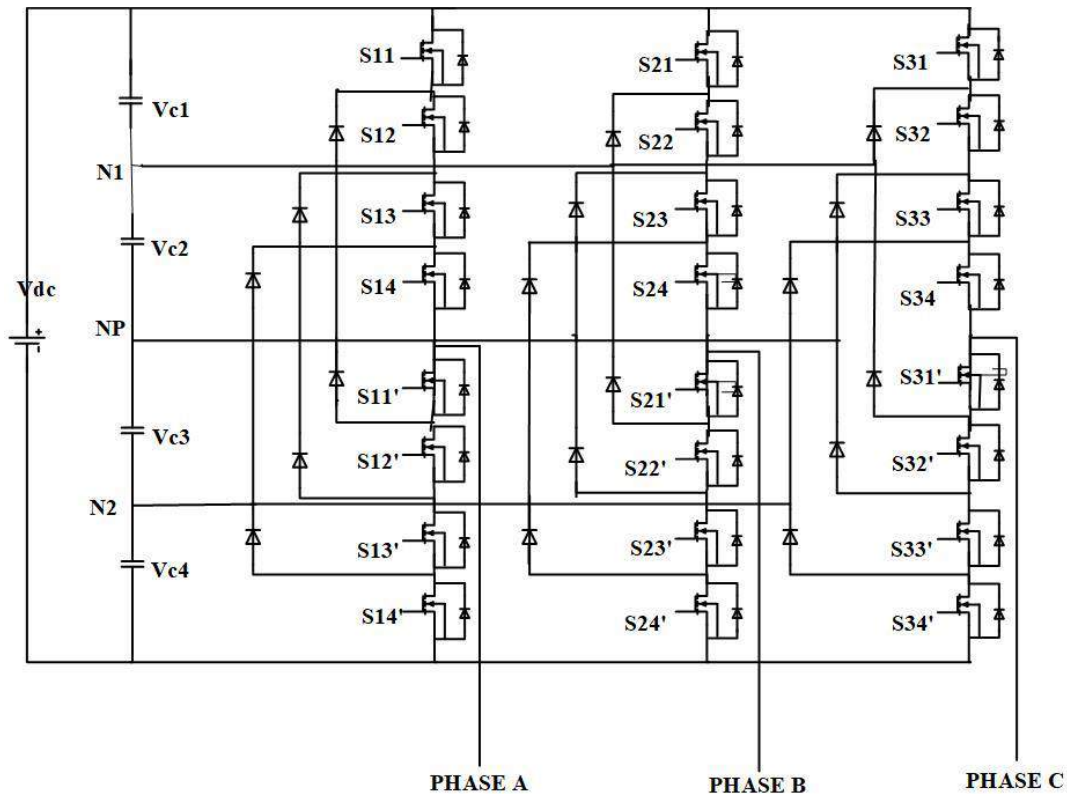 S11
S21
S31
Vc1
S12
S22
S32
N1
S13
S23
S33
Vc2
S14
S24
S34
Vdc
+
-
NP
S11'
S21'
S31'
Vc3
S12'
S22'
S32'
N2
S13'
S23'
S33'
Vc4
S14'
S24'
S34'
PHASE A
PHASE B
PHASE C